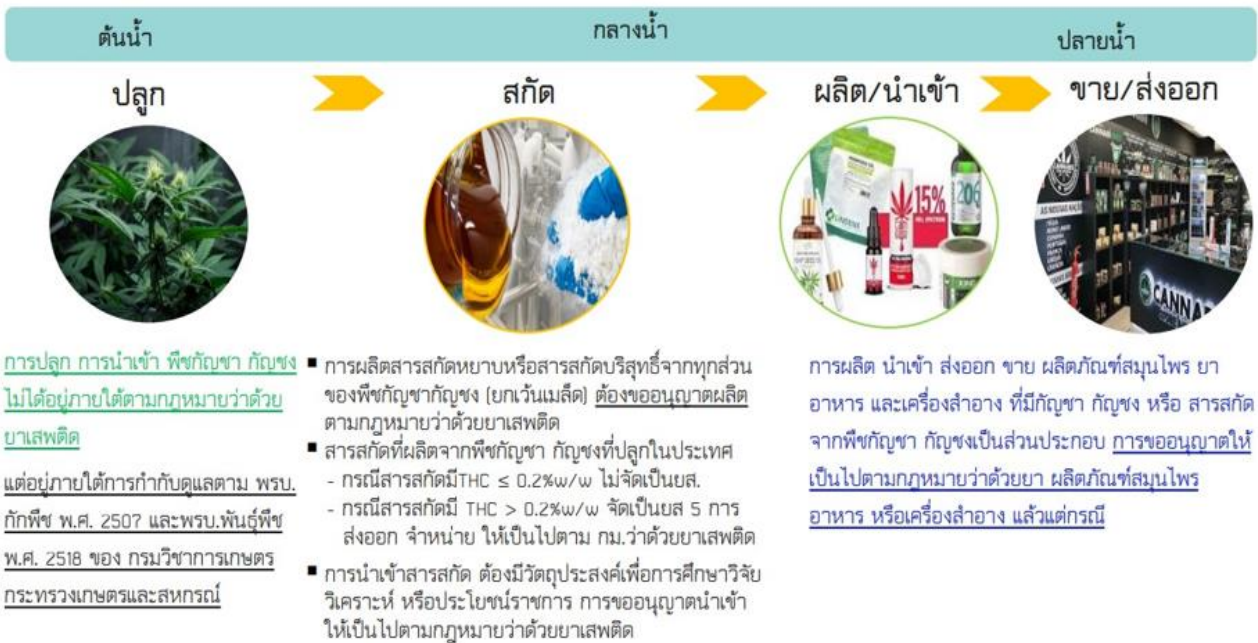 ต้นน้ำ
กลางน้ำ
ปลายน้ำ
ปลูก
สกัด
ผลิต/นำเข้า
ขาย/ส่งออก
15%
206
CANNA
การปลูก การนำเข้า พืชกัญชา กัญชง
ไม่ได้อยู่ภายใต้ตามกฎหมายว่าด้วย
ยาเสพติด
แต่อยู่ภายใต้การกำกับดูแลตาม พรบ.
กักพืช พ.ศ. 2507 และพรบ.พันธุ์พืช
พ.ศ. 2518 ของ กรมวิชาการเกษตร
กระทรวงเกษตรและสหกรณ์
▪ การผลิตสารสกัดหยาบหรือสารสกัดบริสุทธิ์จากทุกส่วน
ของพืชกัญชากัญชง (ยกเว้นเมล็ด) ต้องขออนุญาตผลิต
ตามกฎหมายว่าด้วยยาเสพติด
▪ สารสกัดที่ผลิตจากพืชกัญชา กัญชงที่ปลูกในประเทศ
- กรณีสารสกัดมีTHC ≤ 0.2%w/w ไม่จัดเป็นยส.
- กรณีสารสกัดมี THC > 0.2%w/w จัดเป็นยส 5 การ
ส่งออก จำหน่าย ให้เป็นไปตาม กม.ว่าด้วยยาเสพติด
▪ การนำเข้าสารสกัด ต้องมีวัตถุประสงค์เพื่อการศึกษาวิจัย
วิเคราะห์ หรือประโยชน์ราชการ การขออนุญาตนำเข้า
ให้เป็นไปตามกฎหมายว่าด้วยยาเสพติด
การผลิต นำเข้า ส่งออก ขาย ผลิตภัณฑ์สมุนไพร ยา
อาหาร และเครื่องสำอาง ที่มีกัญชา กัญชง หรือ สารสกัด
จากพืชกัญชา กัญชงเป็นส่วนประกอบ การขออนุญาตให้
เป็นไปตามกฎหมายว่าด้วยยา ผลิตภัณฑ์สมุนไพร
อาหาร หรือเครื่องสำอาง แล้วแต่กรณี